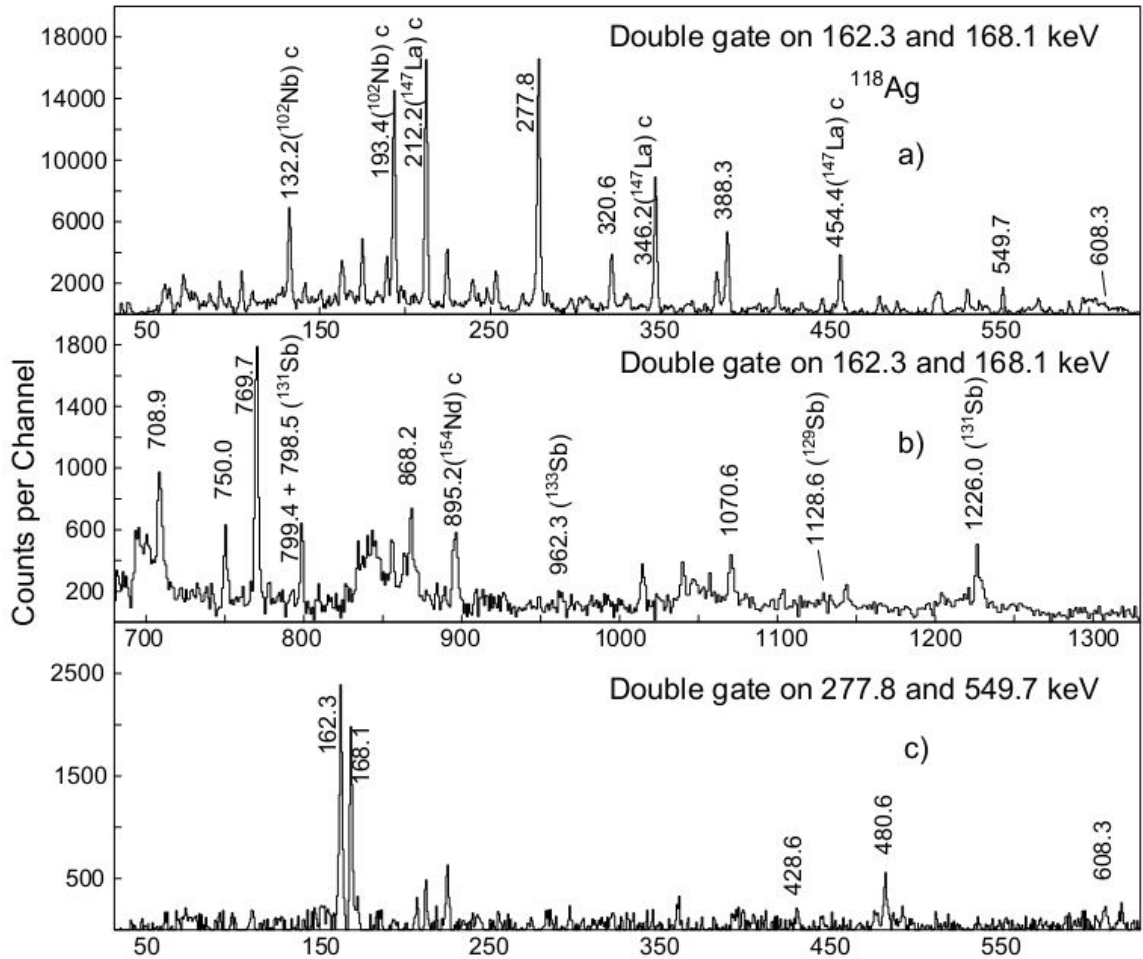 Counts per Channel
18000
14000
10000
6000
2000
Double gate on 162.3 and 168.1 keV
¹¹⁸Ag
a)
132.2(¹⁰²Nb) c
193.4(¹⁰²Nb) c
212.2(¹⁴⁷La) c
277.8
320.6
346.2(¹⁴⁷La) c
388.3
454.4(¹⁴⁷La) c
549.7
608.3
50 150 250 350 450 550
1800
1400
1000
600
200
Double gate on 162.3 and 168.1 keV
b)
708.9
750.0
769.7
799.4 + 798.5 (¹³¹Sb)
868.2
895.2(¹⁵⁴Nd) c
962.3 (¹³³Sb)
1070.6
1128.6 (¹²⁹Sb)
1226.0 (¹³¹Sb)
700 800 900 1000 1100 1200 1300
2500
1500
500
Double gate on 277.8 and 549.7 keV
c)
162.3
168.1
428.6
480.6
608.3
50 150 250 350 450 550